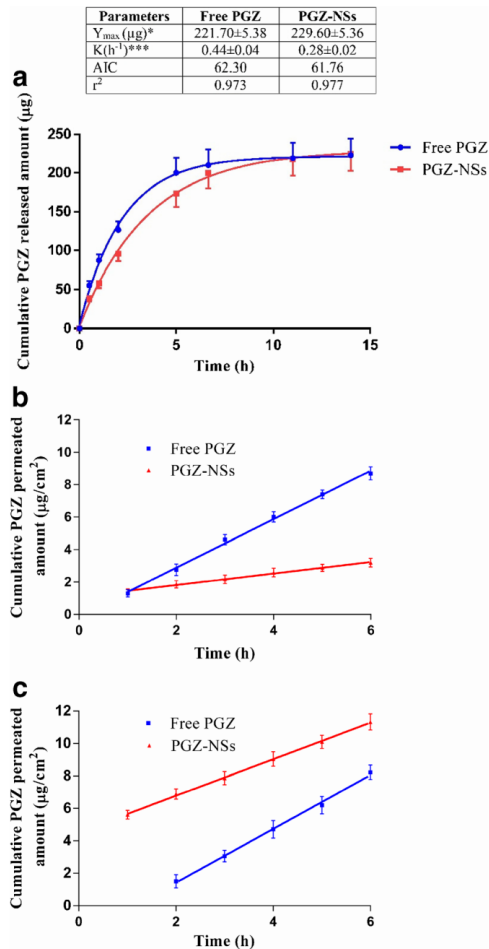 Parameters Free PGZ PGZ-NSs
Ymax (µg)* 221.70±5.38 229.60±5.36
K(h⁻¹)*** 0.44±0.04 0.28±0.02
AIC 62.30 61.76
r² 0.973 0.977
a
Cumulative PGZ released amount (µg)
250
200
150
100
50
0
0 5 10 15
Time (h)
Free PGZ
PGZ-NSs
b
Cumulative PGZ permeated
amount (µg/cm²)
12
10
8
6
4
2
0
0 2 4 6
Time (h)
Free PGZ
PGZ-NSs
c
Cumulative PGZ permeated
amount (µg/cm²)
12
10
8
6
4
2
0
0 2 4 6
Time (h)
Free PGZ
PGZ-NSs